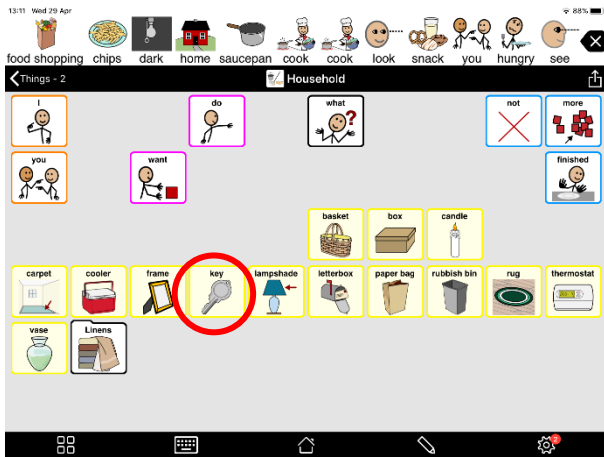 13:11 Wed 29 Apr 88%
food shopping chips dark home saucepan cook cook look snack you hungry see
Things - 2 Household
I do what not more
you want finished
basket box candle
carpet cooler frame key lampshade letterbox paper bag rubbish bin rug thermostat
vase Linens
2